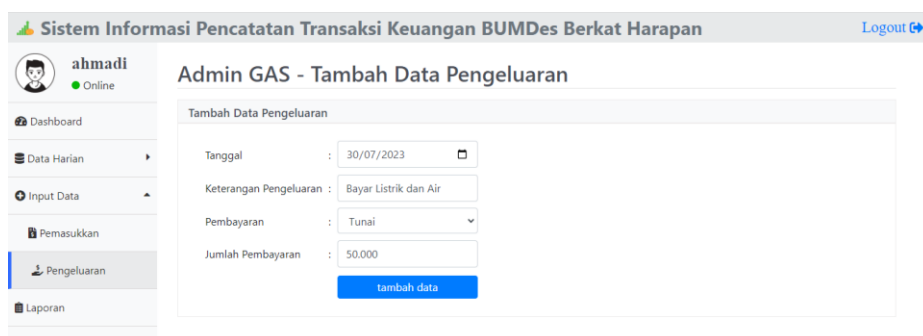 Sistem Informasi Pencatatan Transaksi Keuangan BUMDes Berkat Harapan
Logout
ahmadi
Online
Dashboard
Data Harian
Input Data
Pemasukkan
Pengeluaran
Laporan
Admin GAS - Tambah Data Pengeluaran
Tambah Data Pengeluaran
Tanggal : 30/07/2023
Keterangan Pengeluaran : Bayar Listrik dan Air
Pembayaran : Tunai
Jumlah Pembayaran : 50.000
tambah data